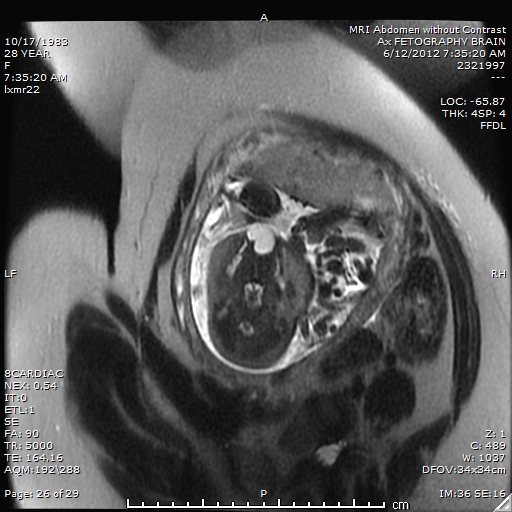 A
10/17/1983
28 YEAR
F
7:35:20 AM
lxmr22
MRI Abdomen without Contrast
Ax FETOGRAPHY BRAIN
6/12/2012 7:35:20 AM
2321997
---
LOC: -65.87
THK: 4SP: 4
FFDL
LF
RH
8CARDIAC
NEX: 0.54
IT:0
ETL:1
SE
FA: 90
TR: 5000
TE: 164.16
AQM:192\288
Page: 26 of 29
Z: 1
C: 489
W: 1037
DFOV:34x34cm
IM:36 SE:16
P
cm